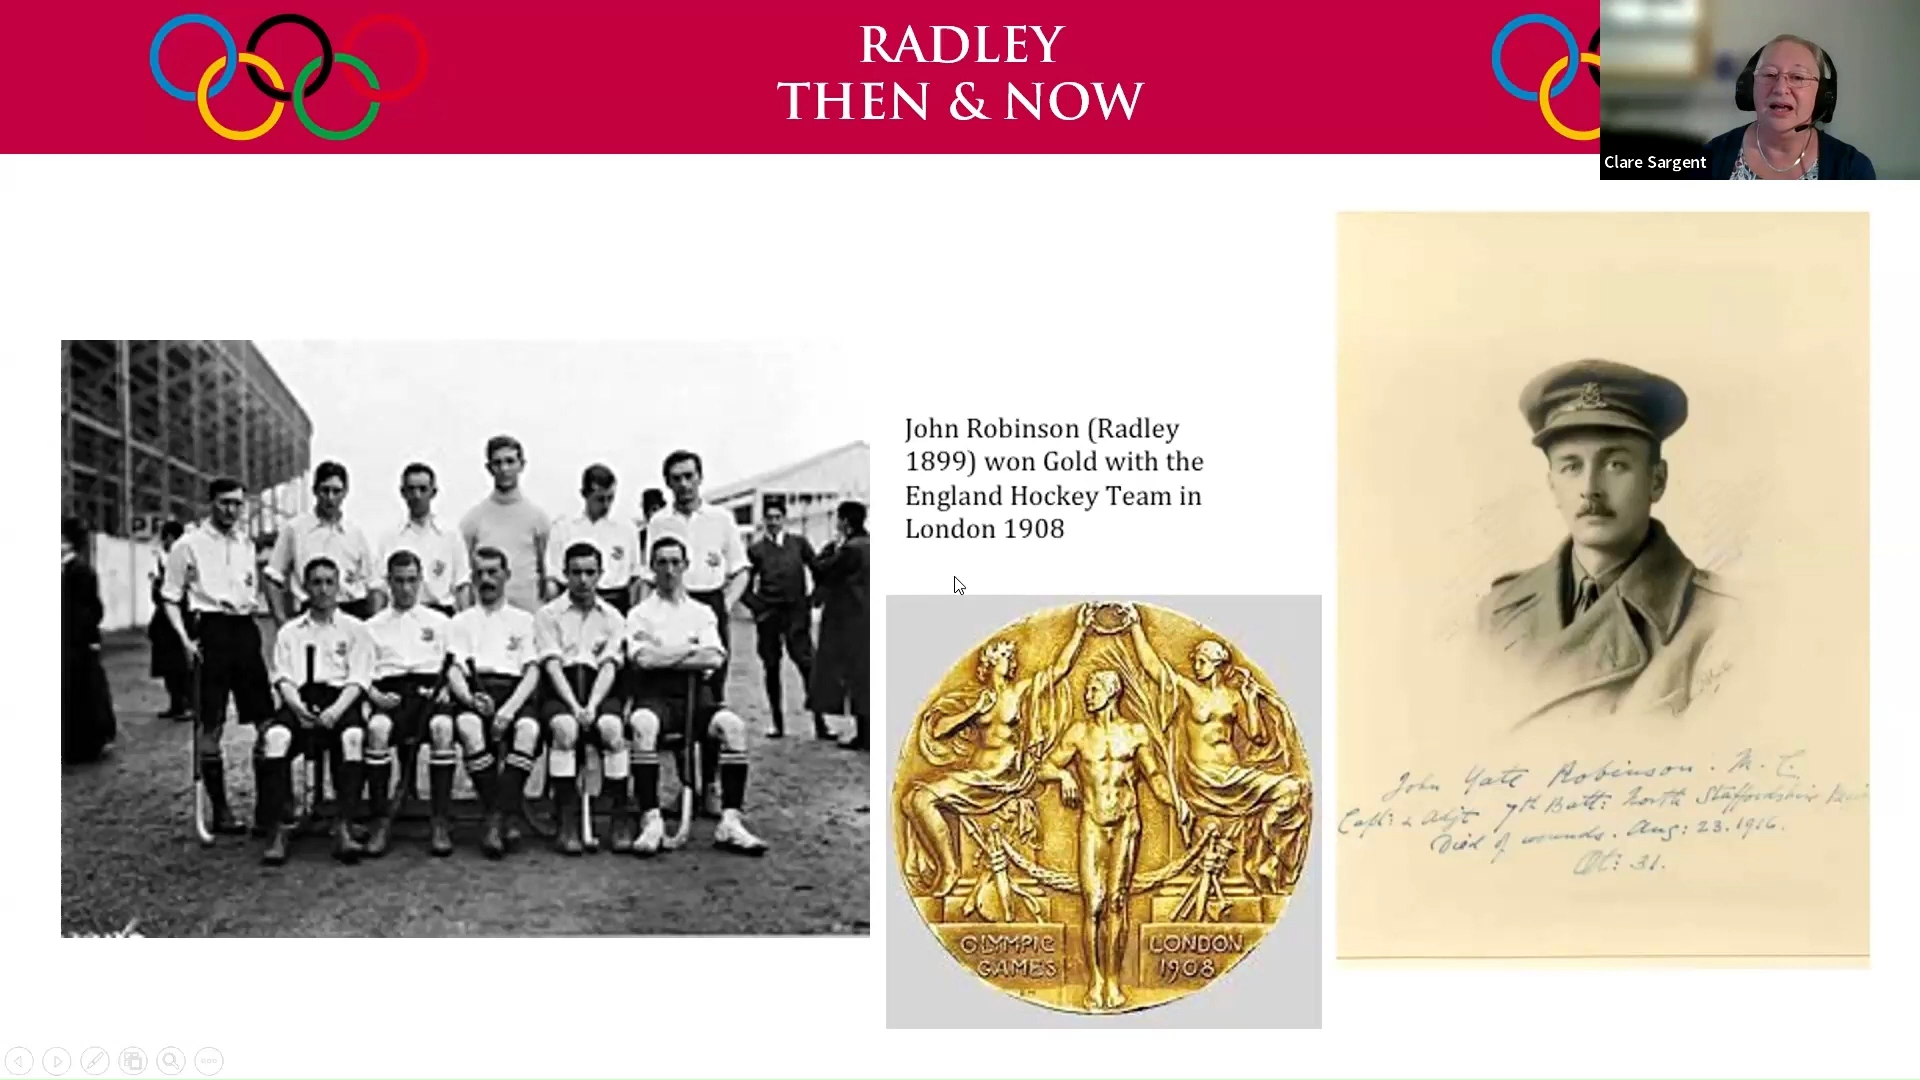 RADLEY
THEN & NOW
Clare Sargent
John Robinson (Radley
1899) won Gold with the
England Hockey Team in
London 1908
OLYMPIC
GAMES
LONDON
1908
John Yate Robinson. M.C.
Capt: & Adjt 7th Batt: North Staffordshire
Died of wounds. Aug: 23. 1916.
31.